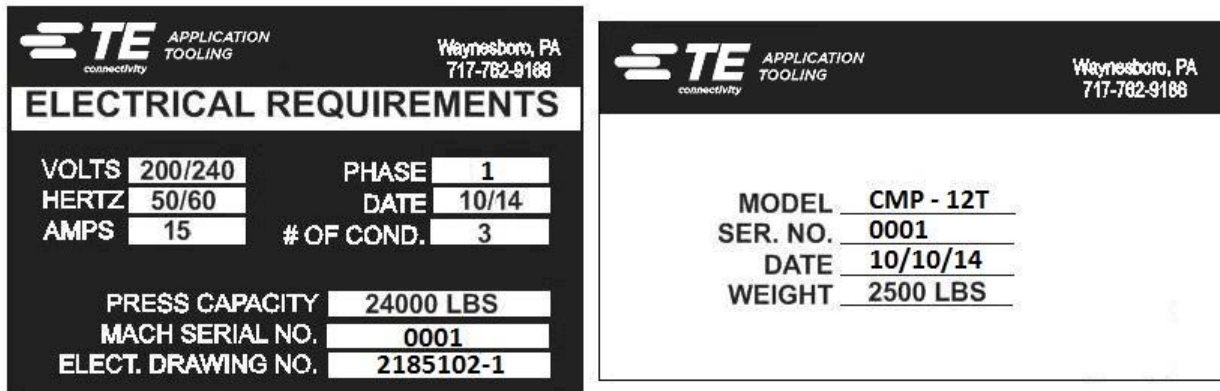 TE APPLICATION
connectivity TOOLING
Waynesboro, PA
717-762-9186
ELECTRICAL REQUIREMENTS
VOLTS 200/240 PHASE 1
HERTZ 50/60 DATE 10/14
AMPS 15 # OF COND. 3
PRESS CAPACITY 24000 LBS
MACH SERIAL NO. 0001
ELECT. DRAWING NO. 2185102-1
TE APPLICATION
connectivity TOOLING
Waynesboro, PA
717-762-9186
MODEL CMP - 12T
SER. NO. 0001
DATE 10/10/14
WEIGHT 2500 LBS